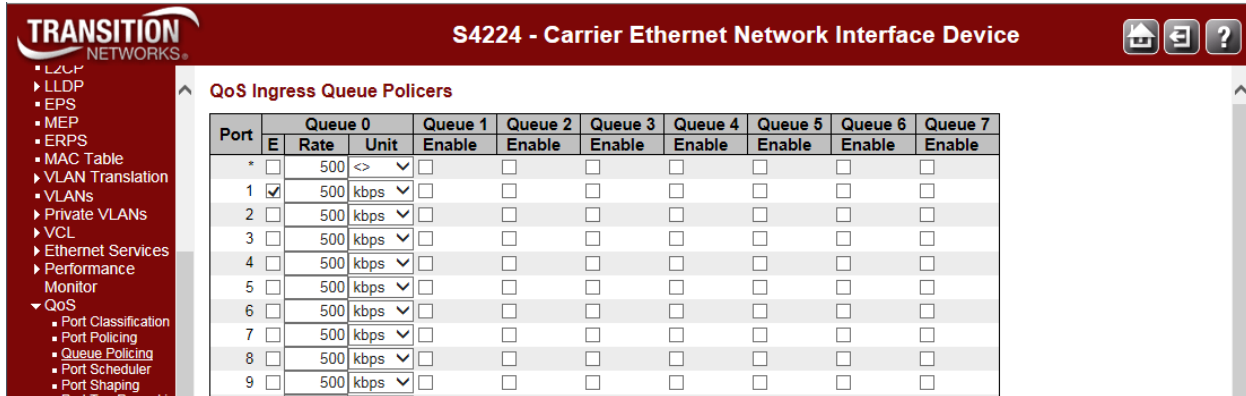 TRANSITION
NETWORKS®
S4224 - Carrier Ethernet Network Interface Device
?
L2CP
LLDP
EPS
MEP
ERPS
MAC Table
VLAN Translation
VLANs
Private VLANs
VCL
Ethernet Services
Performance
Monitor
QoS
Port Classification
Port Policing
Queue Policing
Port Scheduler
Port Shaping
QoS Ingress Queue Policers
Port Queue 0 Queue 1 Queue 2 Queue 3 Queue 4 Queue 5 Queue 6 Queue 7
E Rate Unit Enable Enable Enable Enable Enable Enable Enable
* 500 <>
1 500 kbps
2 500 kbps
3 500 kbps
4 500 kbps
5 500 kbps
6 500 kbps
7 500 kbps
8 500 kbps
9 500 kbps